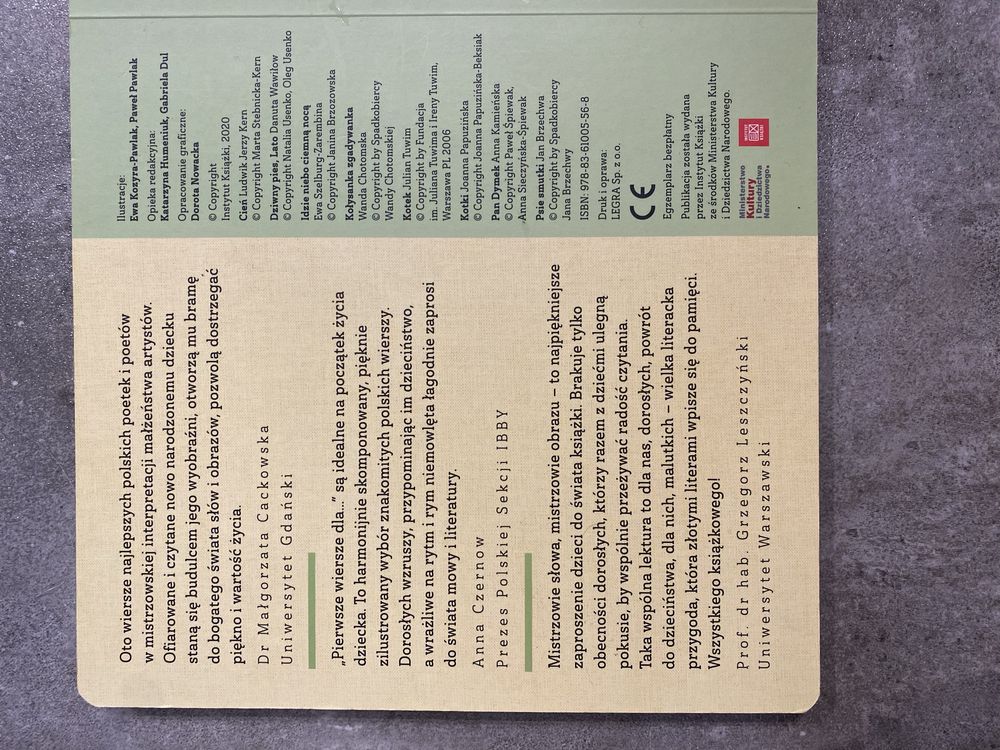 Oto wiersze najlepszych polskich poetek i poetów
w mistrzowskiej interpretacji małżeństwa artystów.
Ofiarowane i czytane nowo narodzonemu dziecku
staną się budulcem jego wyobraźni, otworzą mu bramę
do bogatego świata słów i obrazów, pozwolą dostrzegać
piękno i wartość życia.
Dr Małgorzata Cackowska
Uniwersytet Gdański
„Pierwsze wiersze dla...” są idealne na początek życia
dziecka. To harmonijnie skomponowany, pięknie
zilustrowany wybór znakomitych polskich wierszy.
Dorosłych wzruszy, przypominając im dzieciństwo,
a wrażliwe na rytm i rym niemowlęta łagodnie zaprosi
do świata mowy i literatury.
Anna Czernow
Prezes Polskiej Sekcji IBBY
Mistrzowie słowa, mistrzowie obrazu – to najpiękniejsze
zaproszenie dzieci do świata książki. Brakuje tylko
obecności dorosłych, którzy razem z dziećmi ulegną
pokusie, by wspólnie przeżywać radość czytania.
Taka wspólna lektura to dla nas, dorosłych, powrót
do dzieciństwa, dla nich, malutkich – wielka literacka
przygoda, która złotymi literami wpisze się do pamięci.
Wszystkiego książkowego!
Prof. dr hab. Grzegorz Leszczyński
Uniwersytet Warszawski
Ilustracje:
Ewa Kozyra-Pawlak, Paweł Pawlak
Opieka redakcyjna:
Katarzyna Humeniuk, Gabriela Dul
Opracowanie graficzne:
Dorota Nowacka
© Copyright
Instytut Książki, 2020
Cień Ludwik Jerzy Kern
© Copyright Marta Stebnicka-Kern
Dziwny pies, Lato Danuta Wawiłow
© Copyright Natalia Usenko, Oleg Usenko
Idzie niebo ciemną nocą
Ewa Szelburg-Zarembina
© Copyright Janina Brzozowska
Kołysanka zgadywanka
Wanda Chotomska
© Copyright by Spadkobiercy
Wandy Chotomskiej
Kotek Julian Tuwim
© Copyright by Fundacja
im. Juliana Tuwima i Ireny Tuwim,
Warszawa PL 2006
Kotki Joanna Papuzińska
© Copyright Joanna Papuzińska-Beksiak
Pan Dymek Anna Kamieńska
© Copyright Paweł Śpiewak,
Anna Sieczyńska-Śpiewak
Psie smutki Jan Brzechwa
© Copyright by Spadkobiercy
Jana Brzechwy
ISBN: 978-83-61005-56-8
Druk i oprawa:
LEGRA Sp. z o.o.
CE
Egzemplarz bezpłatny
Publikacja została wydana
przez Instytut Książki
ze środków Ministerstwa Kultury
i Dziedzictwa Narodowego.
Ministerstwo
Kultury
i Dziedzictwa
Narodowego